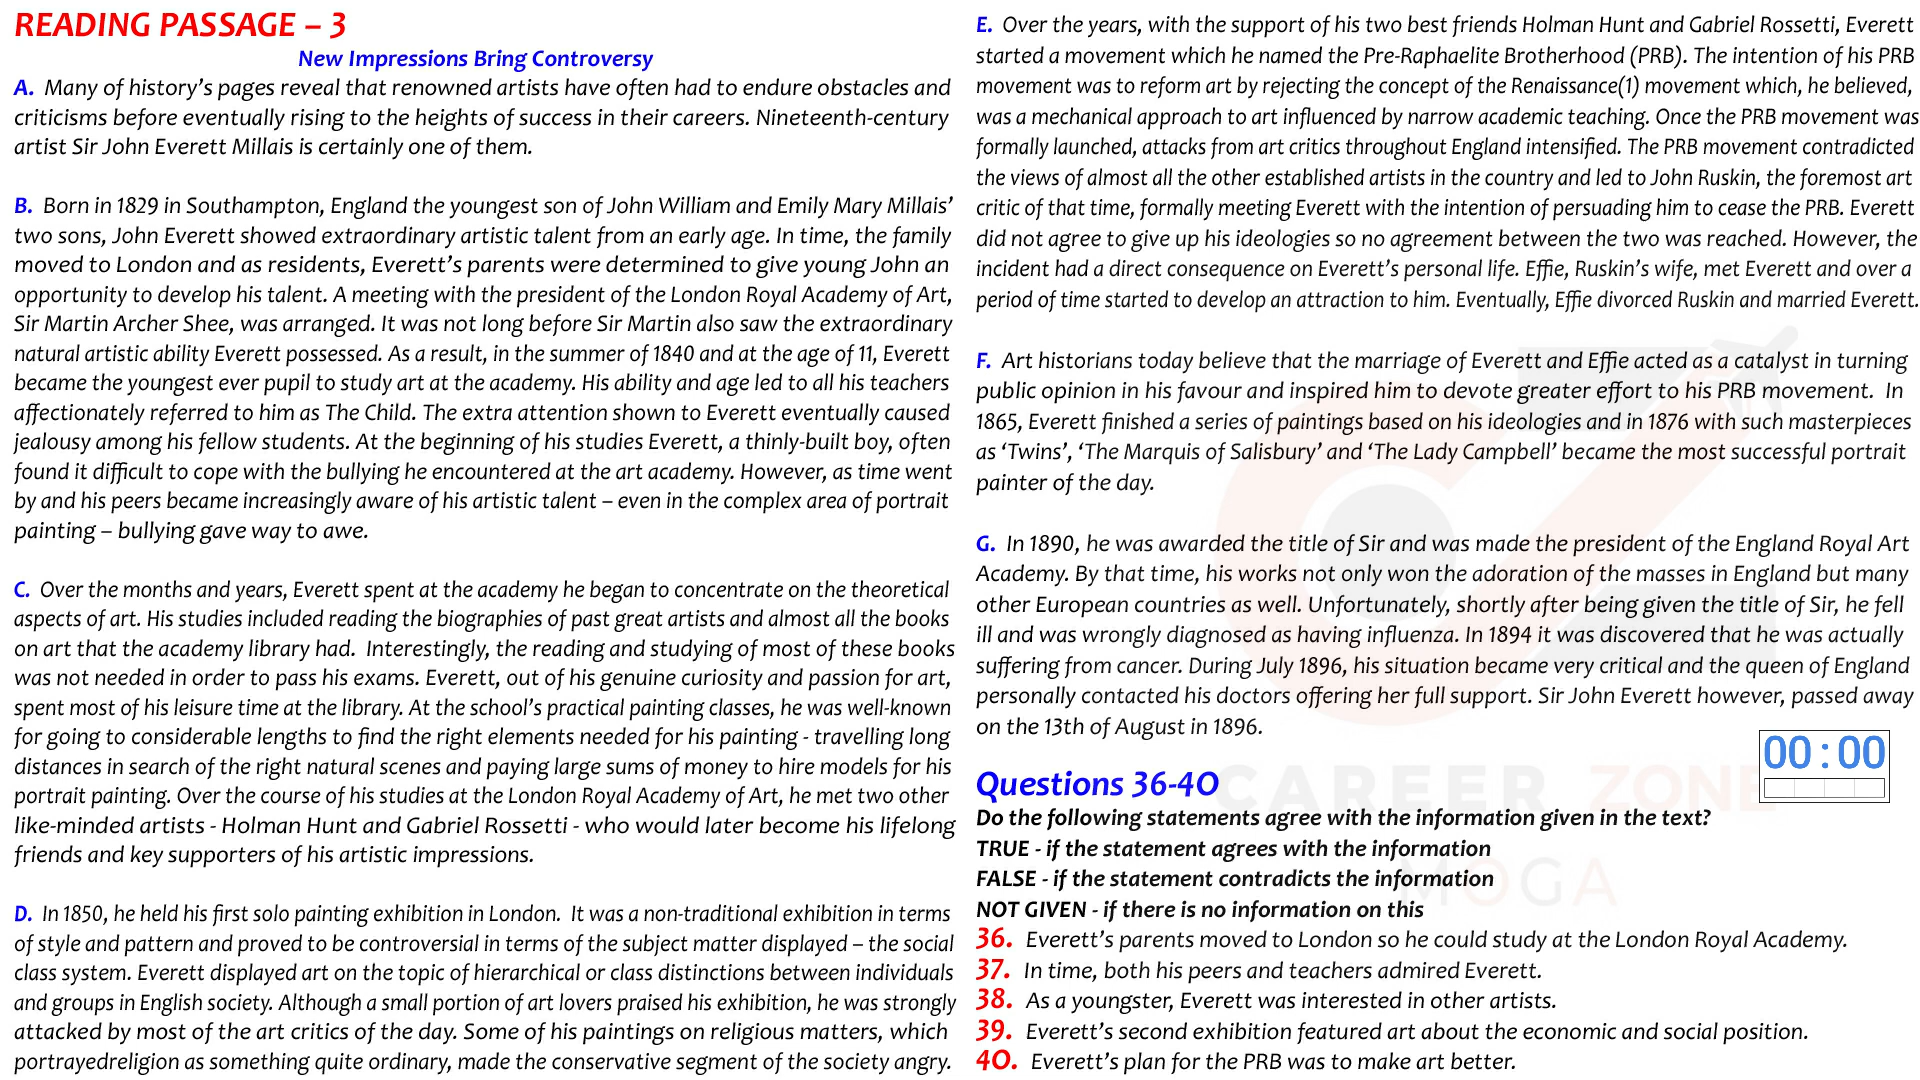 READING PASSAGE – 3
New Impressions Bring Controversy
A. Many of history's pages reveal that renowned artists have often had to endure obstacles and
criticisms before eventually rising to the heights of success in their careers. Nineteenth-century
artist Sir John Everett Millais is certainly one of them.
B. Born in 1829 in Southampton, England the youngest son of John William and Emily Mary Millais'
two sons, John Everett showed extraordinary artistic talent from an early age. In time, the family
moved to London and as residents, Everett's parents were determined to give young John an
opportunity to develop his talent. A meeting with the president of the London Royal Academy of Art,
Sir Martin Archer Shee, was arranged. It was not long before Sir Martin also saw the extraordinary
natural artistic ability Everett possessed. As a result, in the summer of 1840 and at the age of 11, Everett
became the youngest ever pupil to study art at the academy. His ability and age led to all his teachers
affectionately referred to him as The Child. The extra attention shown to Everett eventually caused
jealousy among his fellow students. At the beginning of his studies Everett, a thinly-built boy, often
found it difficult to cope with the bullying he encountered at the art academy. However, as time went
by and his peers became increasingly aware of his artistic talent – even in the complex area of portrait
painting – bullying gave way to awe.
C. Over the months and years, Everett spent at the academy he began to concentrate on the theoretical
aspects of art. His studies included reading the biographies of past great artists and almost all the books
on art that the academy library had. Interestingly, the reading and studying of most of these books
was not needed in order to pass his exams. Everett, out of his genuine curiosity and passion for art,
spent most of his leisure time at the library. At the school's practical painting classes, he was well-known
for going to considerable lengths to find the right elements needed for his painting - travelling long
distances in search of the right natural scenes and paying large sums of money to hire models for his
portrait painting. Over the course of his studies at the London Royal Academy of Art, he met two other
like-minded artists - Holman Hunt and Gabriel Rossetti - who would later become his lifelong
friends and key supporters of his artistic impressions.
D. In 1850, he held his first solo painting exhibition in London. It was a non-traditional exhibition in terms
of style and pattern and proved to be controversial in terms of the subject matter displayed – the social
class system. Everett displayed art on the topic of hierarchical or class distinctions between individuals
and groups in English society. Although a small portion of art lovers praised his exhibition, he was strongly
attacked by most of the art critics of the day. Some of his paintings on religious matters, which
portrayedreligion as something quite ordinary, made the conservative segment of the society angry.
E. Over the years, with the support of his two best friends Holman Hunt and Gabriel Rossetti, Everett
started a movement which he named the Pre-Raphaelite Brotherhood (PRB). The intention of his PRB
movement was to reform art by rejecting the concept of the Renaissance(1) movement which, he believed,
was a mechanical approach to art influenced by narrow academic teaching. Once the PRB movement was
formally launched, attacks from art critics throughout England intensified. The PRB movement contradicted
the views of almost all the other established artists in the country and led to John Ruskin, the foremost art
critic of that time, formally meeting Everett with the intention of persuading him to cease the PRB. Everett
did not agree to give up his ideologies so no agreement between the two was reached. However, the
incident had a direct consequence on Everett's personal life. Effie, Ruskin's wife, met Everett and over a
period of time started to develop an attraction to him. Eventually, Effie divorced Ruskin and married Everett.
F. Art historians today believe that the marriage of Everett and Effie acted as a catalyst in turning
public opinion in his favour and inspired him to devote greater effort to his PRB movement. In
1865, Everett finished a series of paintings based on his ideologies and in 1876 with such masterpieces
as 'Twins', 'The Marquis of Salisbury' and 'The Lady Campbell' became the most successful portrait
painter of the day.
G. In 1890, he was awarded the title of Sir and was made the president of the England Royal Art
Academy. By that time, his works not only won the adoration of the masses in England but many
other European countries as well. Unfortunately, shortly after being given the title of Sir, he fell
ill and was wrongly diagnosed as having influenza. In 1894 it was discovered that he was actually
suffering from cancer. During July 1896, his situation became very critical and the queen of England
personally contacted his doctors offering her full support. Sir John Everett however, passed away
on the 13th of August in 1896.
00:00
CAREER ZONE
MOGA
Questions 36-40
Do the following statements agree with the information given in the text?
TRUE - if the statement agrees with the information
FALSE - if the statement contradicts the information
NOT GIVEN - if there is no information on this
36. Everett's parents moved to London so he could study at the London Royal Academy.
37. In time, both his peers and teachers admired Everett.
38. As a youngster, Everett was interested in other artists.
39. Everett's second exhibition featured art about the economic and social position.
40. Everett's plan for the PRB was to make art better.